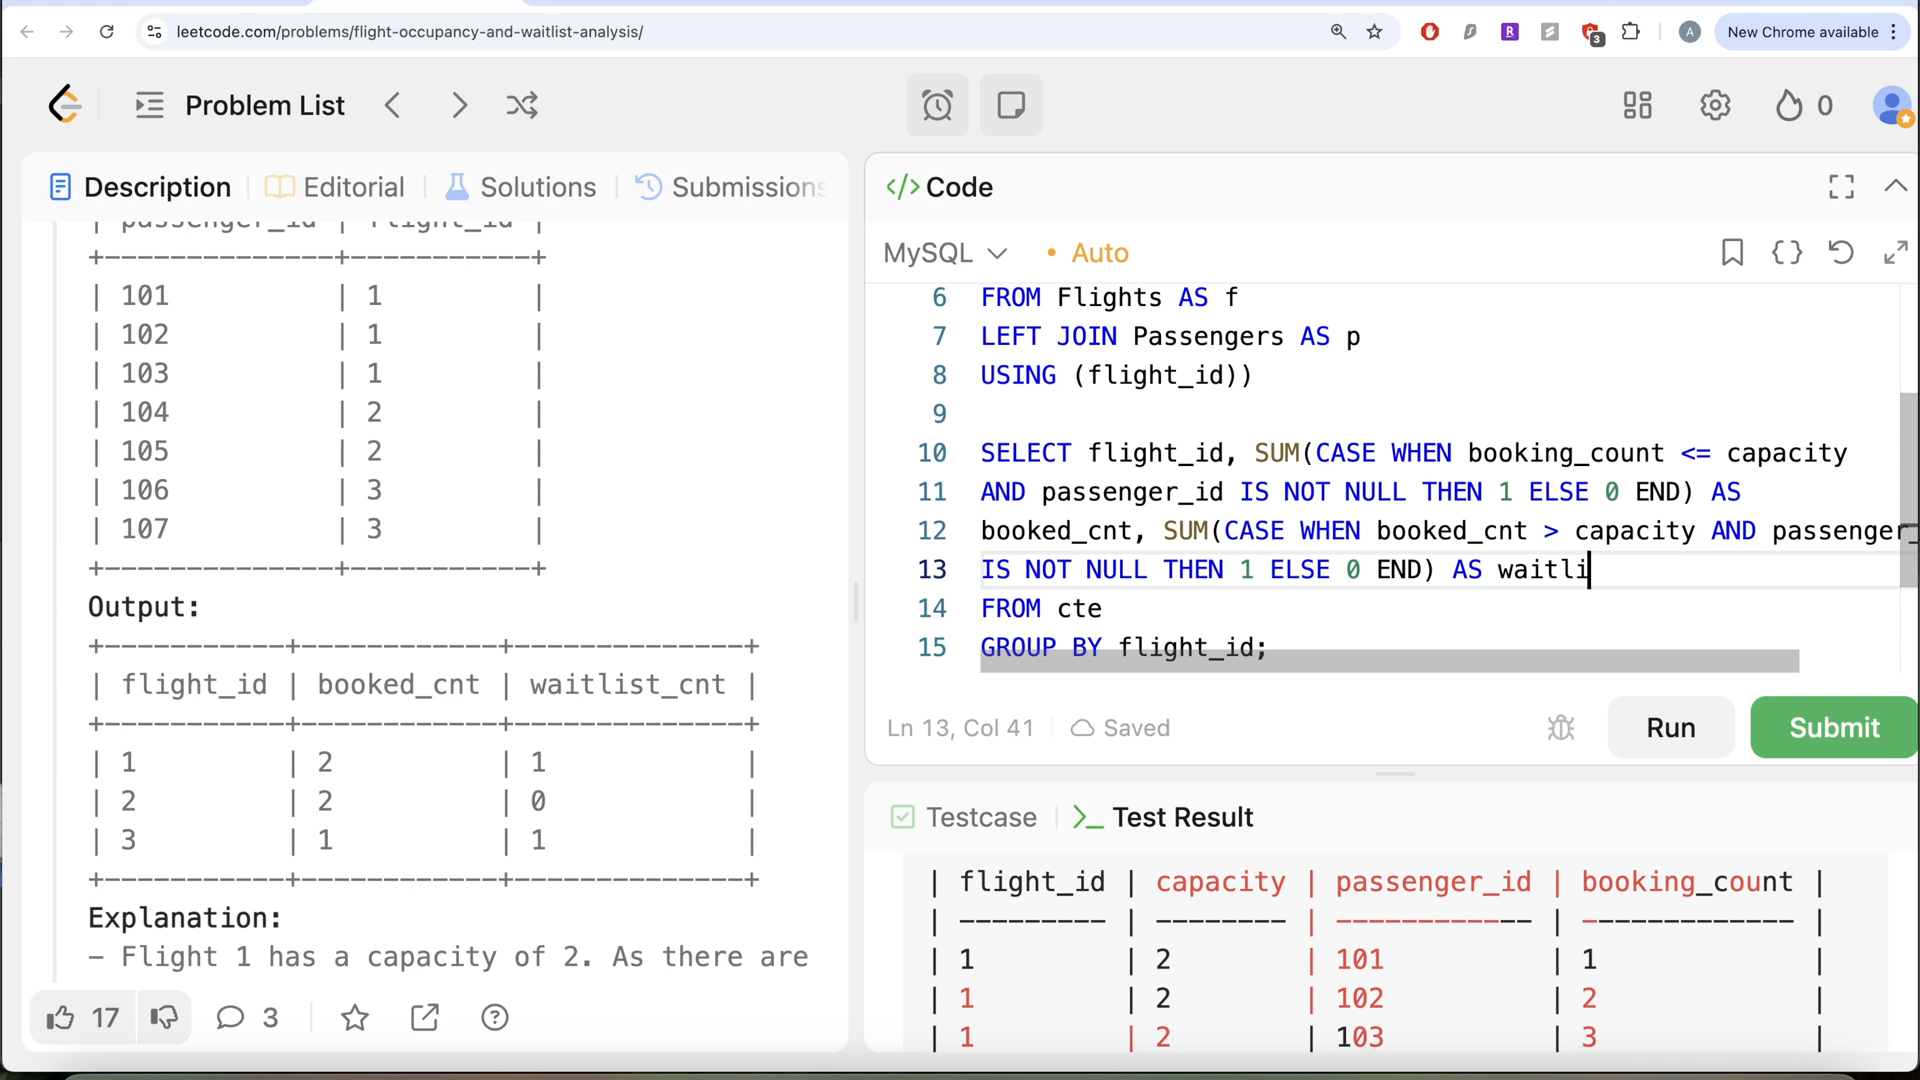 leetcode.com/problems/flight-occupancy-and-waitlist-analysis/
3
A
New Chrome available
Problem List
0
Description
Editorial
Solutions
Submissions
| passenger_id | flight_id |
+--------------+-----------+
| 101 | 1 |
| 102 | 1 |
| 103 | 1 |
| 104 | 2 |
| 105 | 2 |
| 106 | 3 |
| 107 | 3 |
+--------------+-----------+
Output:
+-----------+------------+--------------+
| flight_id | booked_cnt | waitlist_cnt |
+-----------+------------+--------------+
| 1 | 2 | 1 |
| 2 | 2 | 0 |
| 3 | 1 | 1 |
+-----------+------------+--------------+
Explanation:
– Flight 1 has a capacity of 2. As there are
17
3
</> Code
MySQL
• Auto
6 FROM Flights AS f
7 LEFT JOIN Passengers AS p
8 USING (flight_id))
9
10 SELECT flight_id, SUM(CASE WHEN booking_count <= capacity
11 AND passenger_id IS NOT NULL THEN 1 ELSE 0 END) AS
12 booked_cnt, SUM(CASE WHEN booked_cnt > capacity AND passenger_
13 IS NOT NULL THEN 1 ELSE 0 END) AS waitli
14 FROM cte
15 GROUP BY flight_id;
Ln 13, Col 41
Saved
Run
Submit
Testcase
>_ Test Result
| flight_id | capacity | passenger_id | booking_count |
| --------- | -------- | ------------ | ------------- |
| 1 | 2 | 101 | 1 |
| 1 | 2 | 102 | 2 |
| 1 | 2 | 103 | 3 |